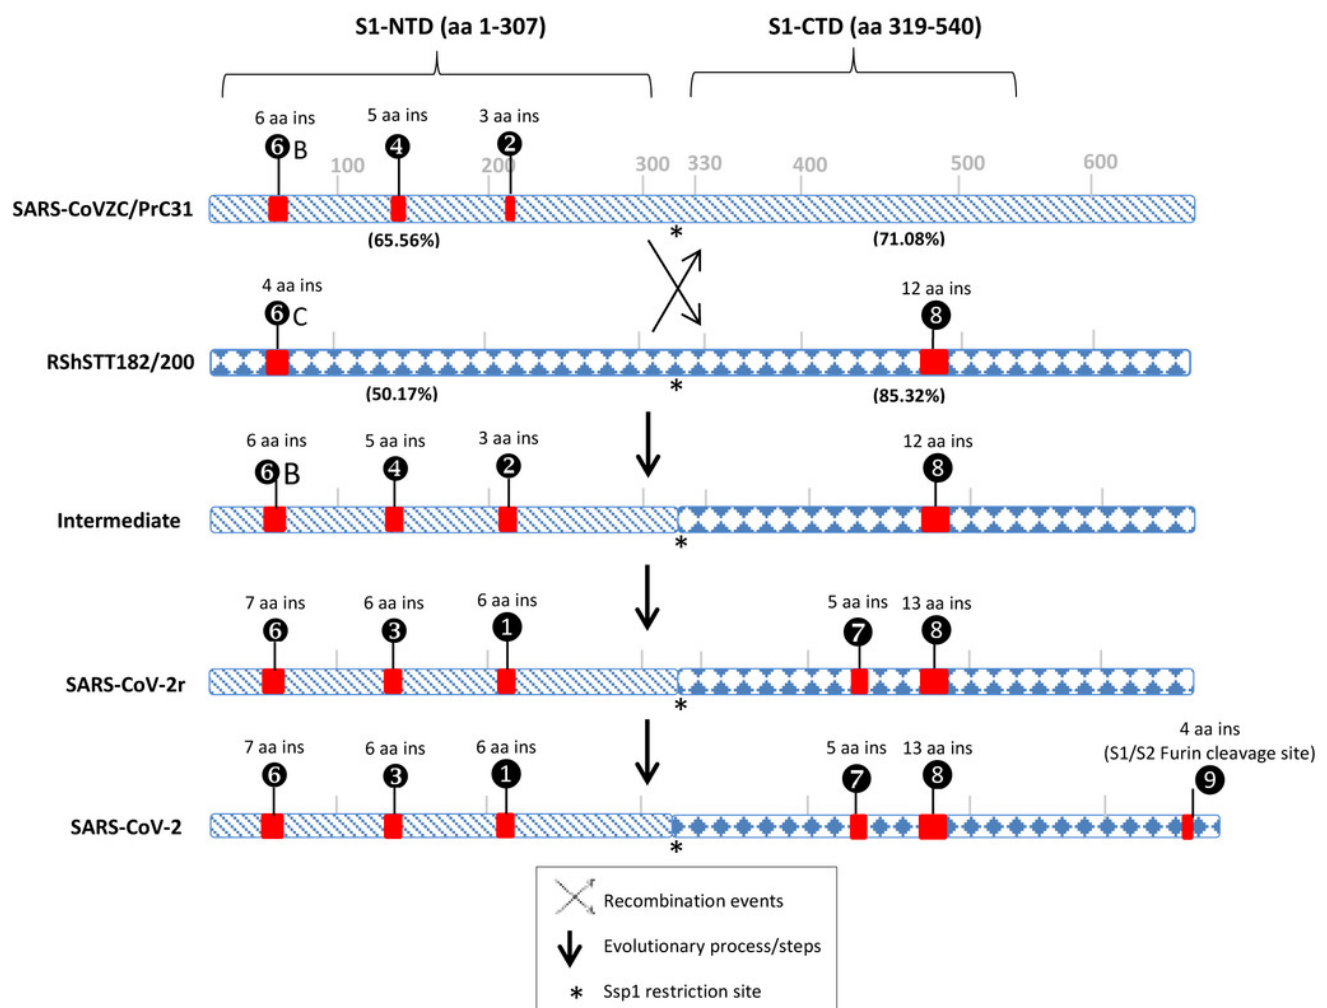 S1-NTD (aa 1-307) S1-CTD (aa 319-540)
6 aa ins 5 aa ins 3 aa ins
6 B 4 2
100 200 300 330 400 500 600
SARS-CoVZC/PrC31
*
(65.56%) (71.08%)
4 aa ins 12 aa ins
6 C 8
RShSTT182/200
*
(50.17%) (85.32%)
6 aa ins 5 aa ins 3 aa ins 12 aa ins
6 B 4 2 8
Intermediate
*
7 aa ins 6 aa ins 6 aa ins 5 aa ins 13 aa ins
6 3 1 7 8
SARS-CoV-2r
*
4 aa ins
7 aa ins 6 aa ins 6 aa ins 5 aa ins 13 aa ins (S1/S2 Furin cleavage site)
6 3 1 7 8 9
SARS-CoV-2
*
Recombination events
Evolutionary process/steps
* Ssp1 restriction site